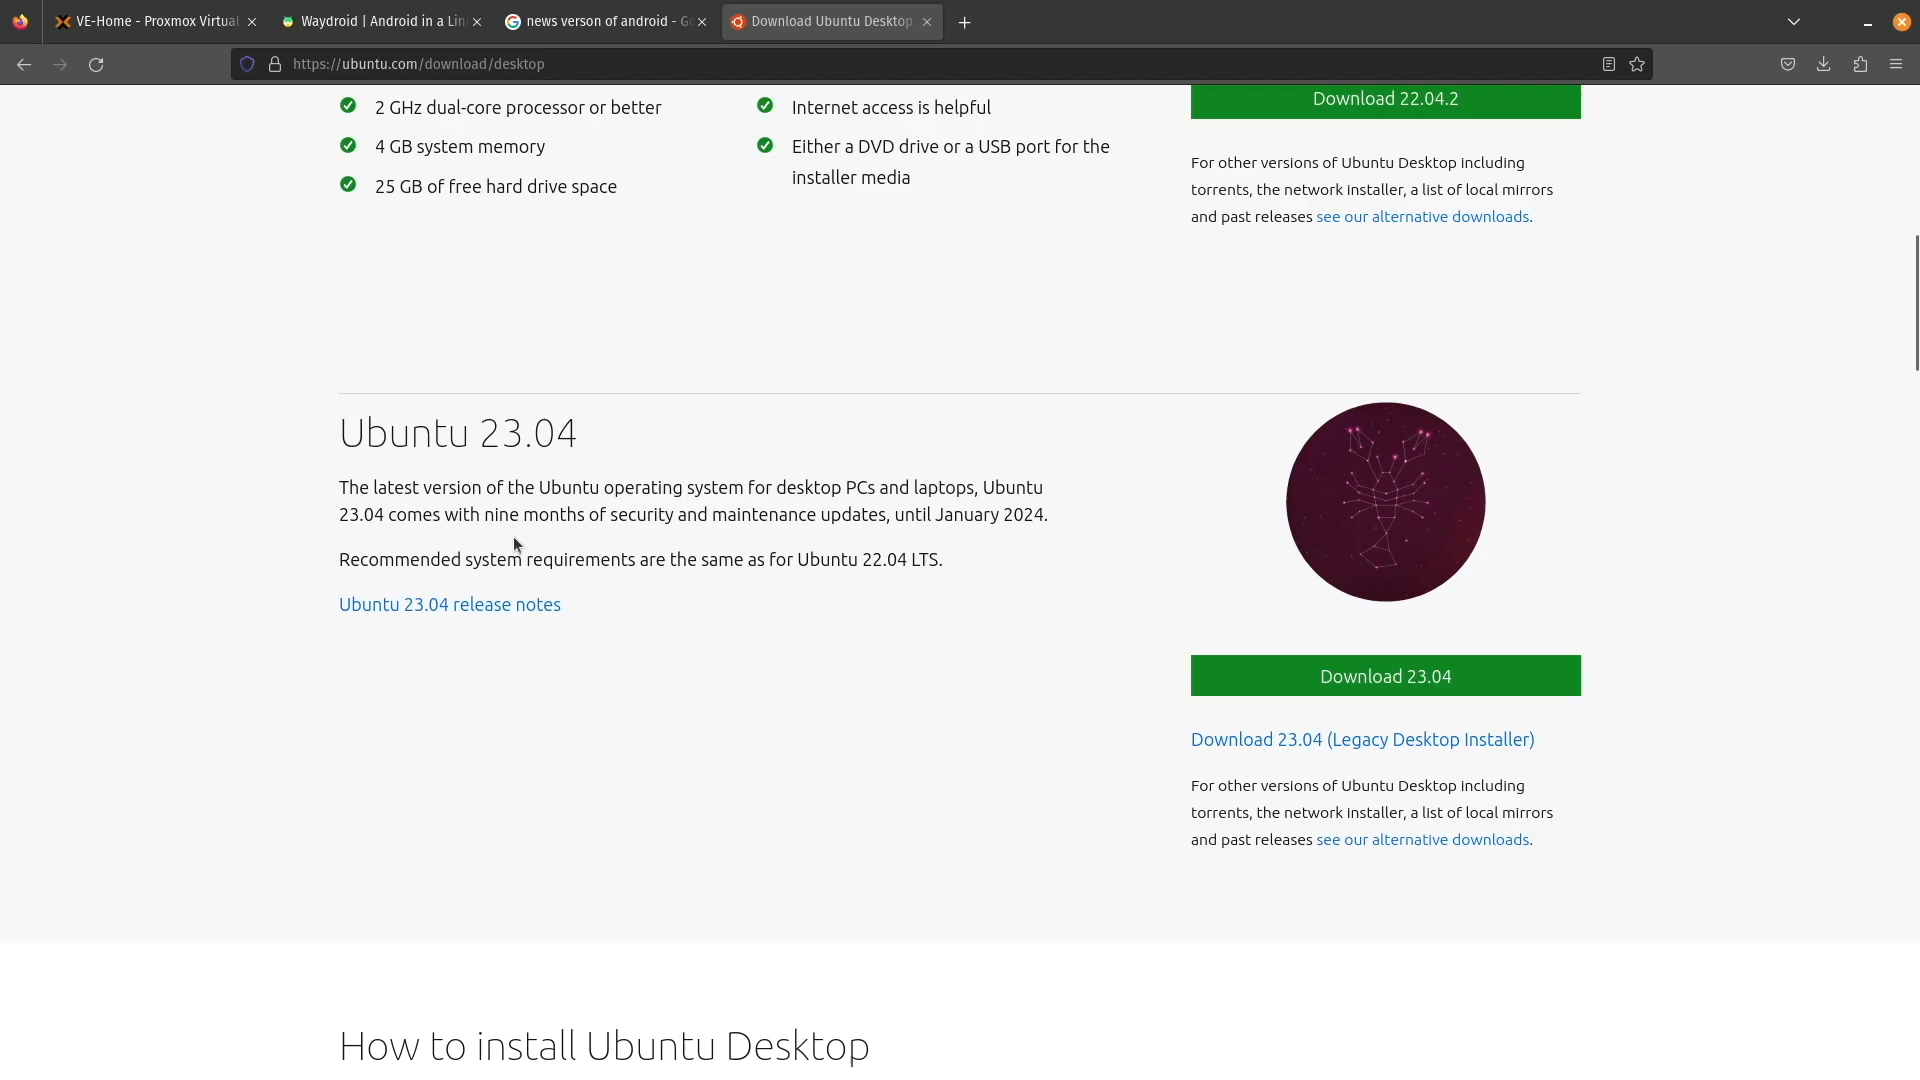 VE-Home - Proxmox Virtual
Waydroid | Android in a Lin
news verson of android - Go
Download Ubuntu Desktop
https://ubuntu.com/download/desktop
2 GHz dual-core processor or better
4 GB system memory
25 GB of free hard drive space
Internet access is helpful
Either a DVD drive or a USB port for the
installer media
Download 22.04.2
For other versions of Ubuntu Desktop including
torrents, the network installer, a list of local mirrors
and past releases see our alternative downloads.
Ubuntu 23.04
The latest version of the Ubuntu operating system for desktop PCs and laptops, Ubuntu
23.04 comes with nine months of security and maintenance updates, until January 2024.
Recommended system requirements are the same as for Ubuntu 22.04 LTS.
Ubuntu 23.04 release notes
Download 23.04
Download 23.04 (Legacy Desktop Installer)
For other versions of Ubuntu Desktop including
torrents, the network installer, a list of local mirrors
and past releases see our alternative downloads.
How to install Ubuntu Desktop